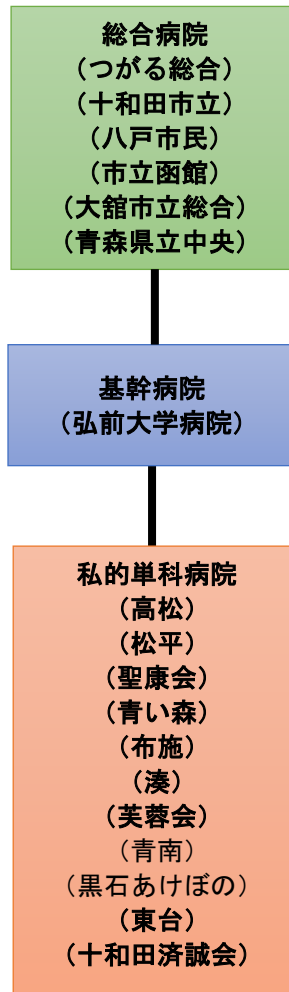 総合病院
（つがる総合）
（十和田市立）
（八戸市民）
（市立函館）
（大舘市立総合）
（青森県立中央）
基幹病院
（弘前大学病院）
私的単科病院
（高松）
（松平）
（聖康会）
（青い森）
（布施）
（湊）
（芙蓉会）
（青南）
（黒石あけぼの）
（東台）
（十和田済誠会）